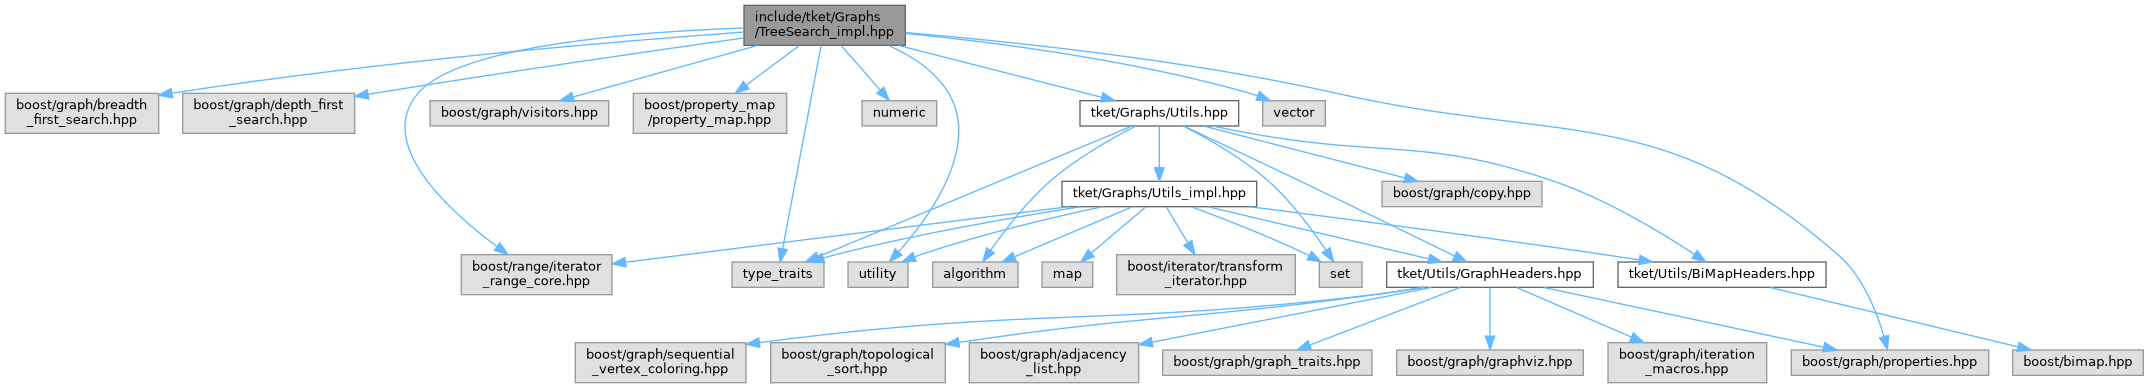 include/tket/Graphs
/TreeSearch_impl.hpp
boost/graph/breadth
_first_search.hpp
boost/graph/depth_first
_search.hpp
boost/graph/visitors.hpp
boost/property_map
/property_map.hpp
numeric
tket/Graphs/Utils.hpp
vector
tket/Graphs/Utils_impl.hpp
boost/graph/copy.hpp
boost/range/iterator
_range_core.hpp
type_traits
utility
algorithm
map
boost/iterator/transform
_iterator.hpp
set
tket/Utils/GraphHeaders.hpp
tket/Utils/BiMapHeaders.hpp
boost/graph/sequential
_vertex_coloring.hpp
boost/graph/topological
_sort.hpp
boost/graph/adjacency
_list.hpp
boost/graph/graph_traits.hpp
boost/graph/graphviz.hpp
boost/graph/iteration
_macros.hpp
boost/graph/properties.hpp
boost/bimap.hpp